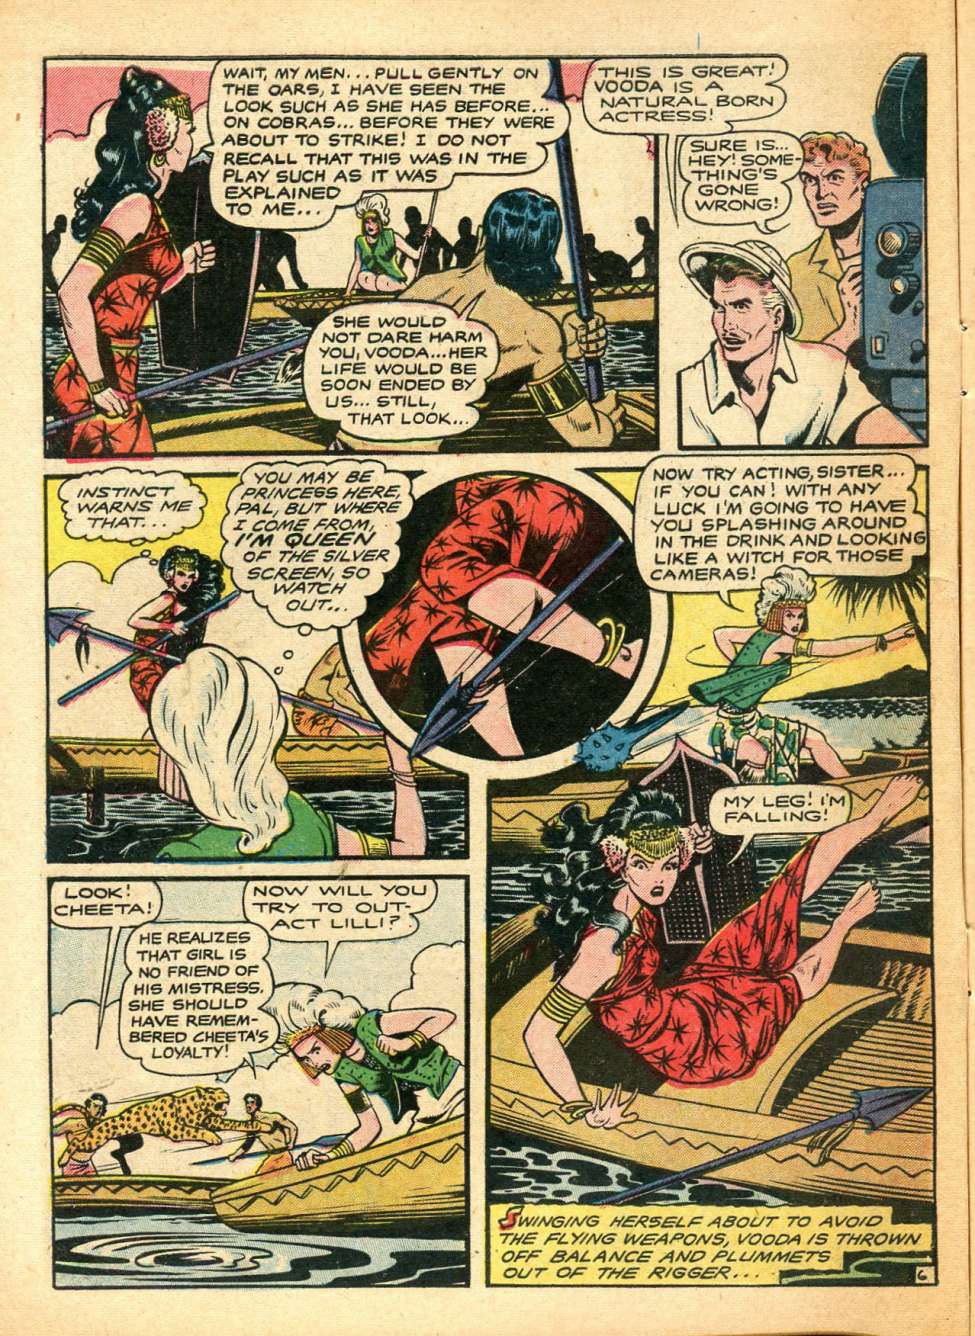 WAIT, MY MEN... PULL GENTLY ON
THE OARS, I HAVE SEEN THE
LOOK SUCH AS SHE HAS BEFORE...
ON COBRAS... BEFORE THEY WERE
ABOUT TO STRIKE! I DO NOT
RECALL THAT THIS WAS IN THE
PLAY SUCH AS IT WAS
EXPLAINED
TO ME...
SHE WOULD
NOT DARE HARM
YOU, VOODA...HER
LIFE WOULD BE
SOON ENDED BY
US... STILL,
THAT LOOK...
THIS IS GREAT!
VOODA IS A
NATURAL BORN
ACTRESS!
SURE IS...
HEY! SOME-
THING'S
GONE
WRONG!
INSTINCT
WARNS ME
THAT...
YOU MAY BE
PRINCESS HERE,
PAL, BUT WHERE
I COME FROM,
I'M QUEEN
OF THE SILVER
SCREEN, SO
WATCH
OUT...
NOW TRY ACTING, SISTER...
IF YOU CAN! WITH ANY
LUCK I'M GOING TO HAVE
YOU SPLASHING AROUND
IN THE DRINK AND LOOKING
LIKE A WITCH FOR THOSE
CAMERAS!
MY LEG! I'M
FALLING!
LOOK!
CHEETA!
HE REALIZES
THAT GIRL IS
NO FRIEND OF
HIS MISTRESS.
SHE SHOULD
HAVE REMEM-
BERED CHEETA'S
LOYALTY!
NOW WILL YOU
TRY TO OUT-
ACT LILLI?
SWINGING HERSELF ABOUT TO AVOID
THE FLYING WEAPONS, VOODA IS THROWN
OFF BALANCE AND PLUMMETS
OUT OF THE RIGGER...
6